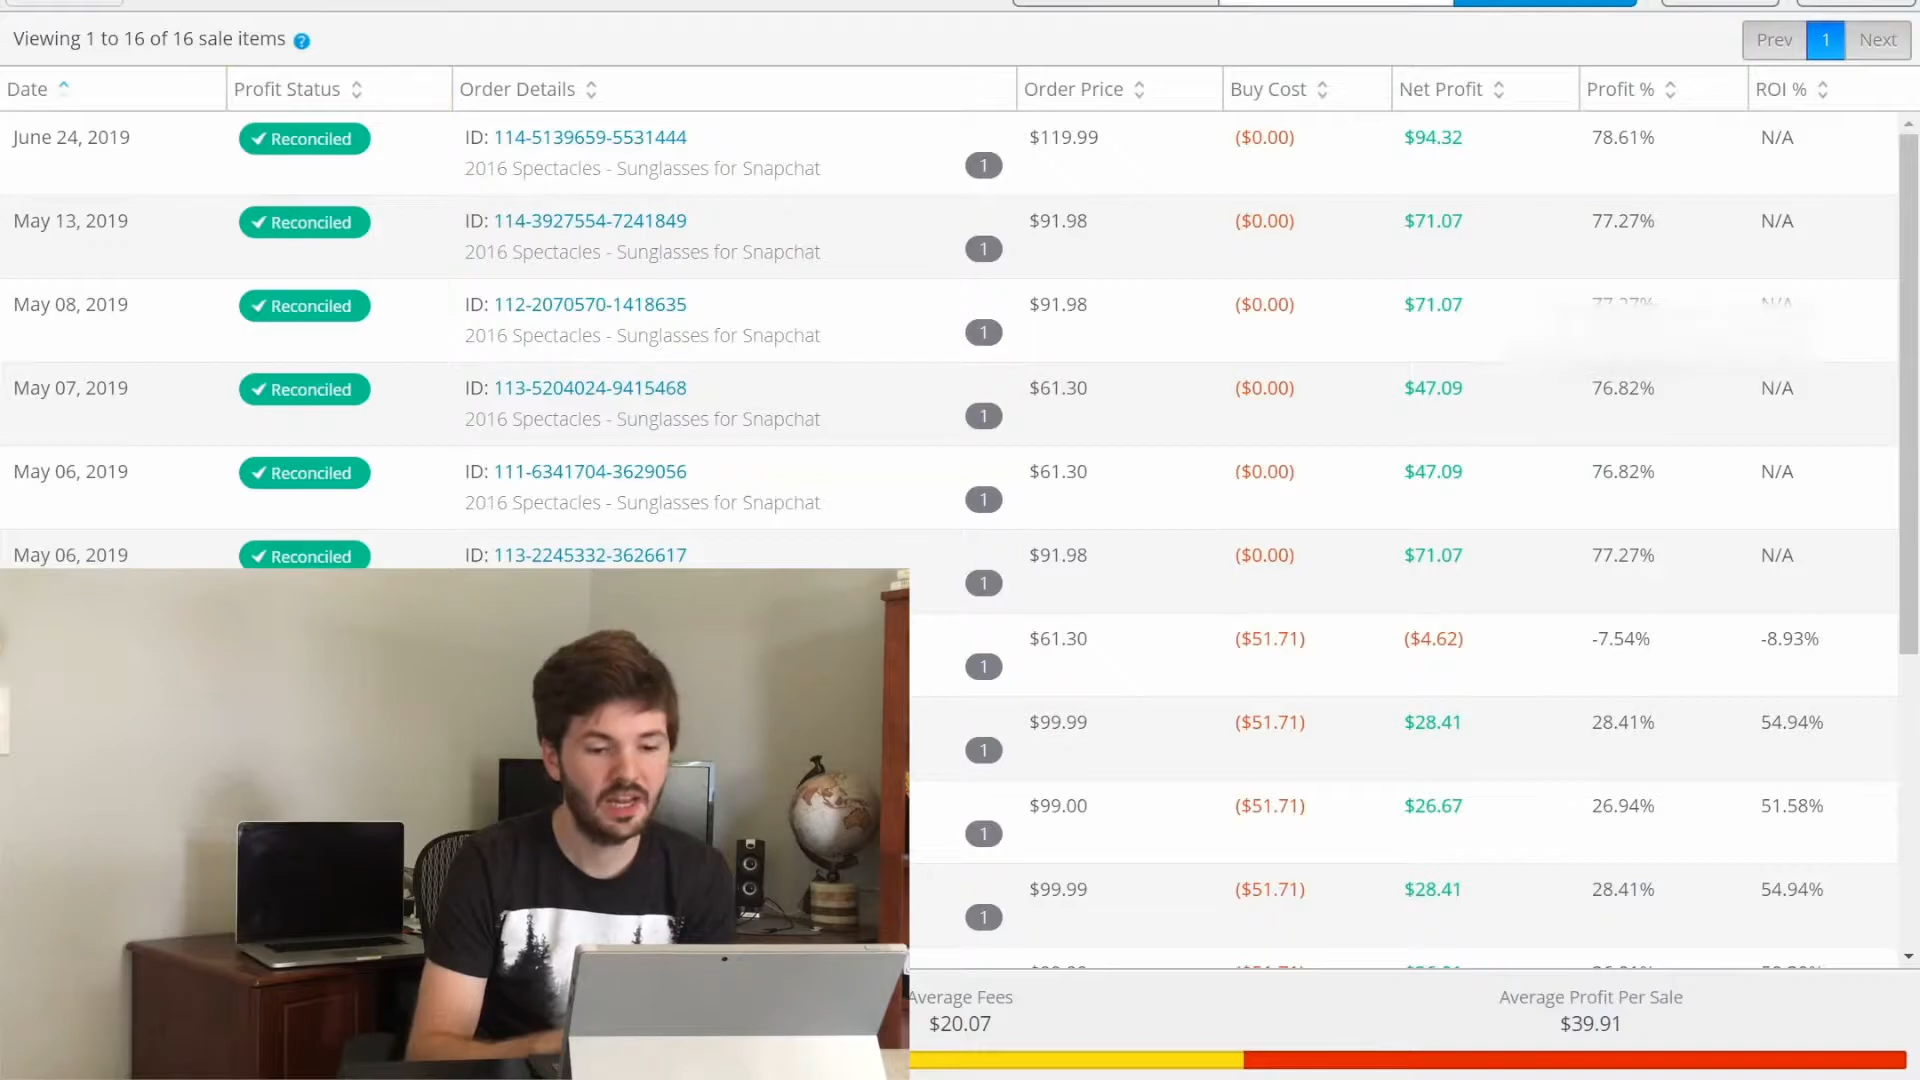 Viewing 1 to 16 of 16 sale items ?
Prev 1 Next
Date Profit Status Order Details Order Price Buy Cost Net Profit Profit % ROI %
June 24, 2019 Reconciled ID: 114-5139659-5531444 $119.99 ($0.00) $94.32 78.61% N/A
2016 Spectacles - Sunglasses for Snapchat 1
May 13, 2019 Reconciled ID: 114-3927554-7241849 $91.98 ($0.00) $71.07 77.27% N/A
2016 Spectacles - Sunglasses for Snapchat 1
May 08, 2019 Reconciled ID: 112-2070570-1418635 $91.98 ($0.00) $71.07 77.27% N/A
2016 Spectacles - Sunglasses for Snapchat 1
May 07, 2019 Reconciled ID: 113-5204024-9415468 $61.30 ($0.00) $47.09 76.82% N/A
2016 Spectacles - Sunglasses for Snapchat 1
May 06, 2019 Reconciled ID: 111-6341704-3629056 $61.30 ($0.00) $47.09 76.82% N/A
2016 Spectacles - Sunglasses for Snapchat 1
May 06, 2019 Reconciled ID: 113-2245332-3626617 $91.98 ($0.00) $71.07 77.27% N/A
1
$61.30 ($51.71) ($4.62) -7.54% -8.93%
1
$99.99 ($51.71) $28.41 28.41% 54.94%
1
$99.00 ($51.71) $26.67 26.94% 51.58%
1
$99.99 ($51.71) $28.41 28.41% 54.94%
1
Average Fees Average Profit Per Sale
$20.07 $39.91